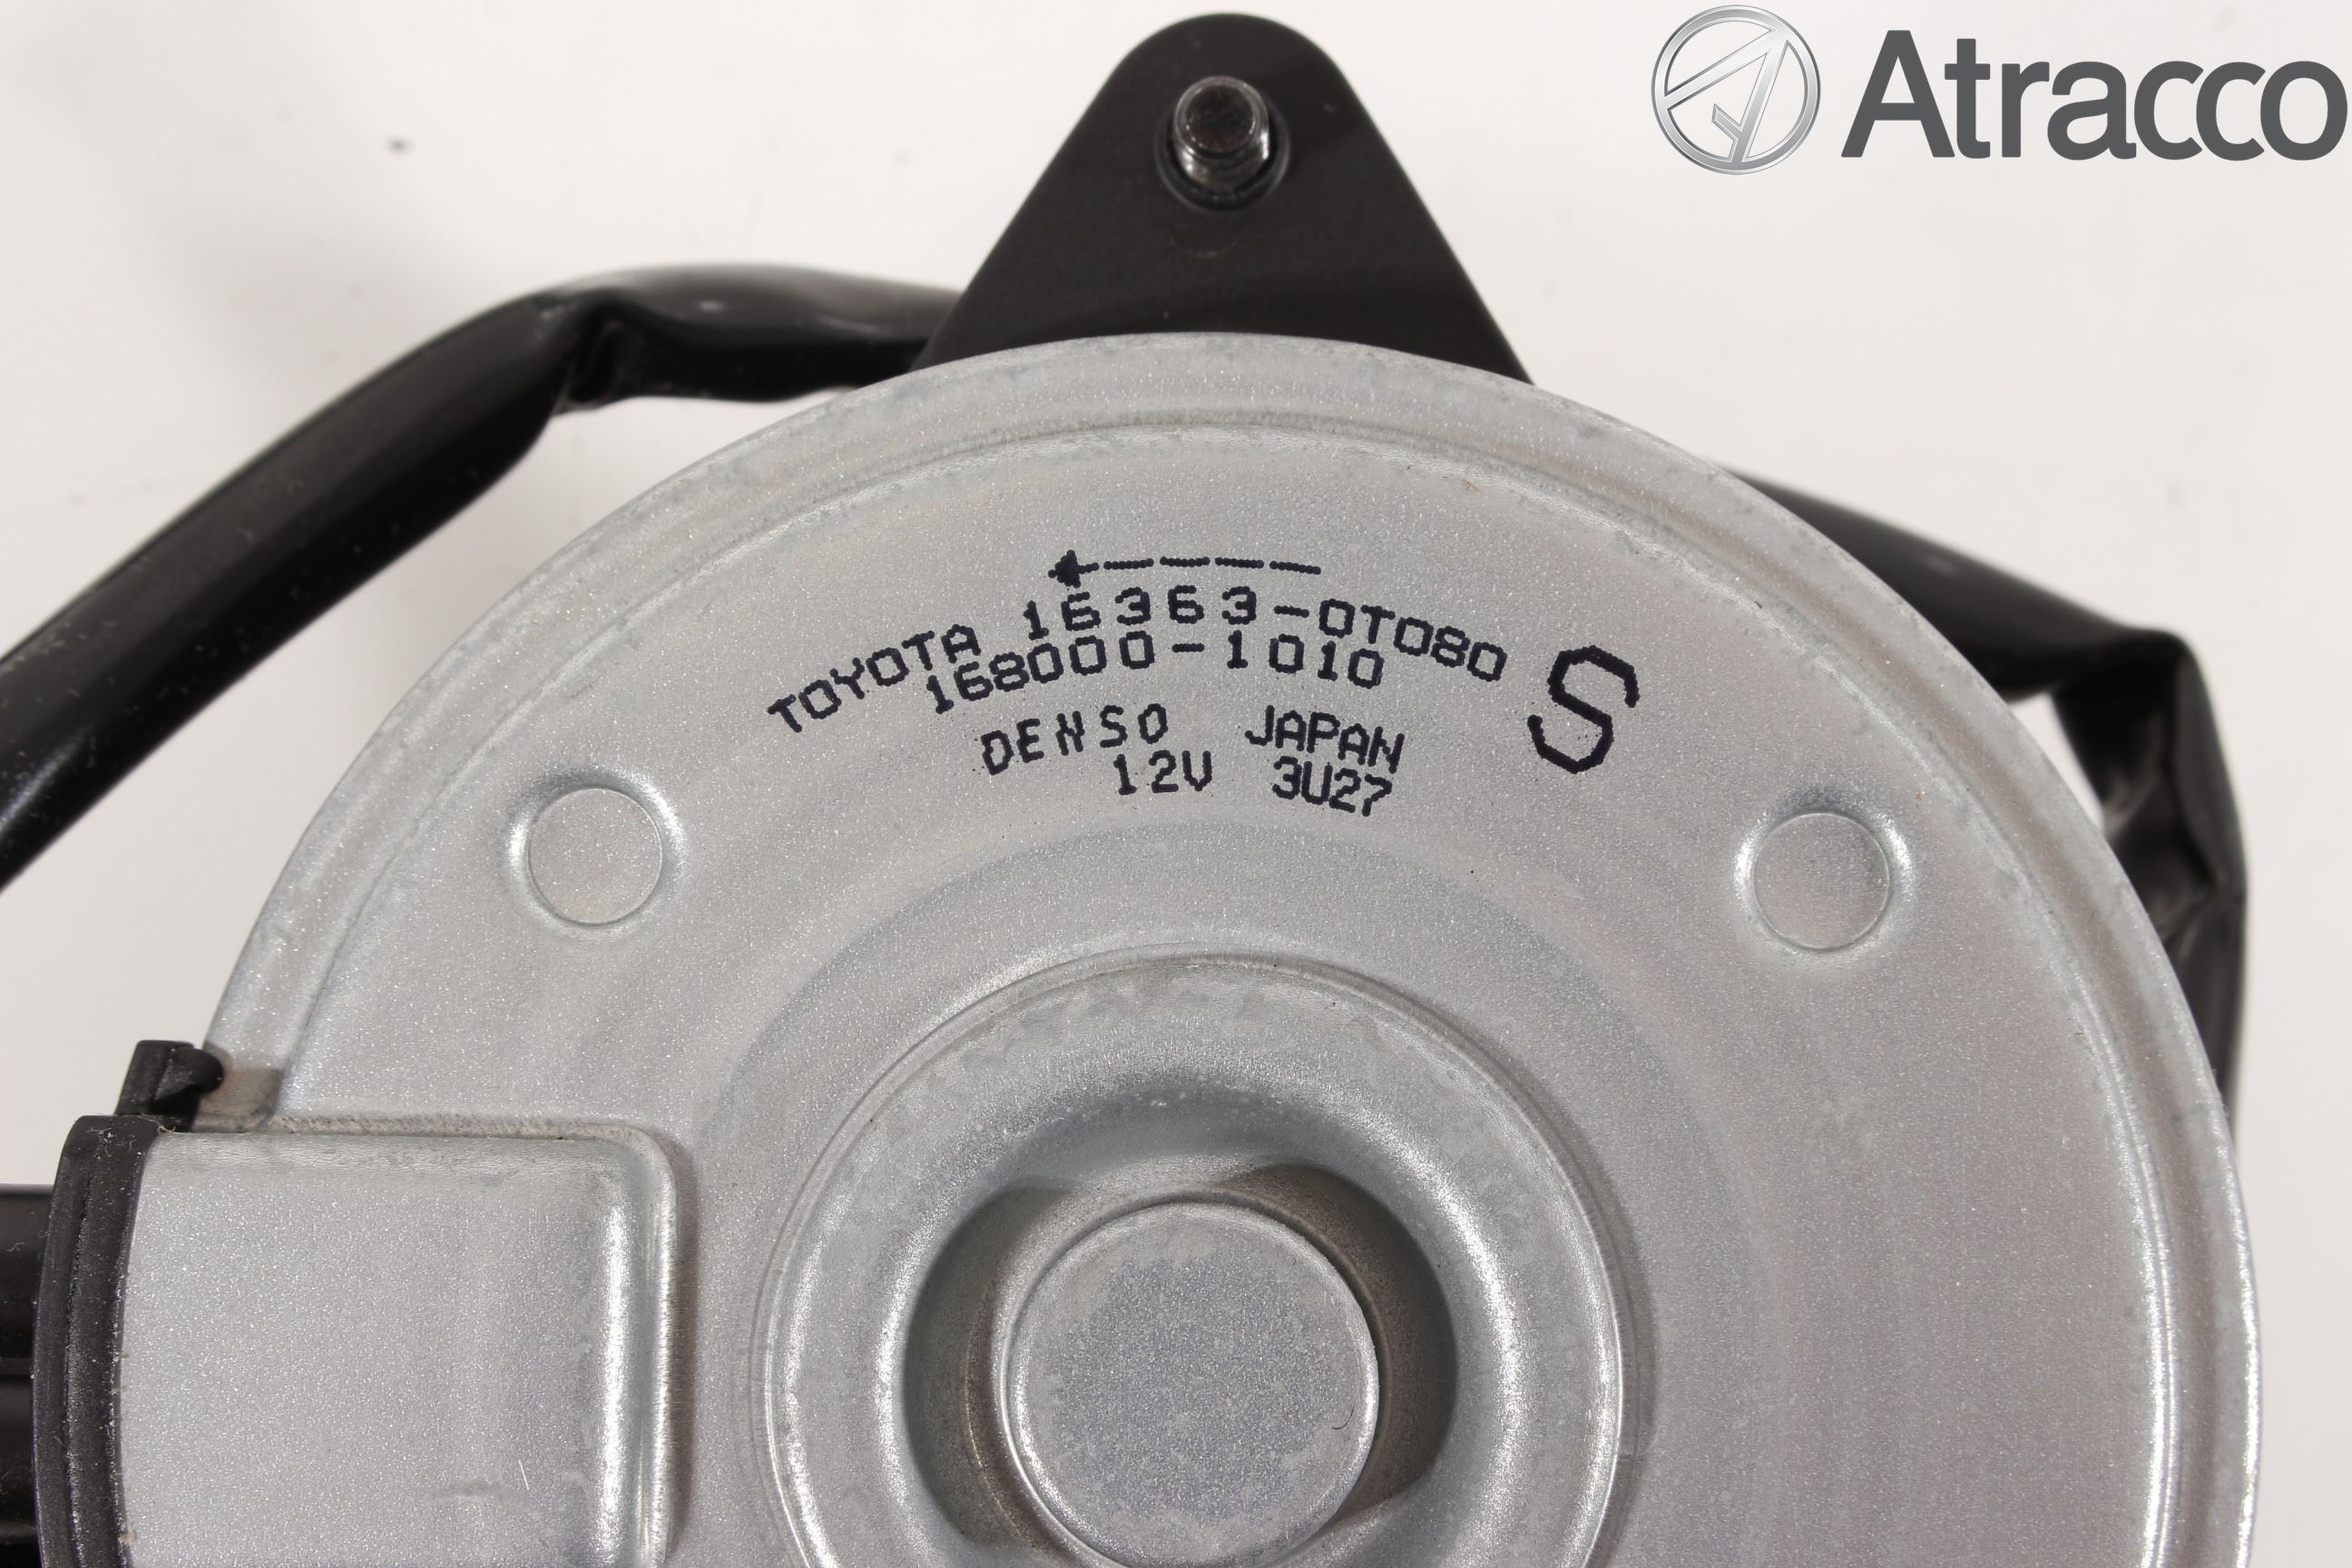 Atracco
TOYOTA 16363-0T080
168000-1010 S
DENSO JAPAN
12V 3U27